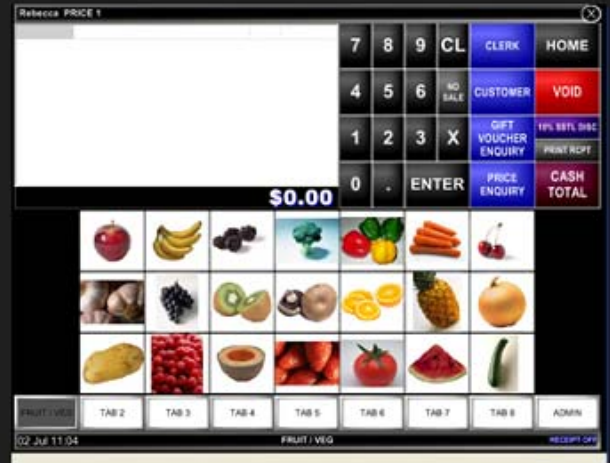 Rebecca PRICE 1
X
7 8 9 CL CLERK HOME
4 5 6 NO SALE CUSTOMER VOID
1 2 3 X GIFT VOUCHER ENQUIRY 10% SSTL DISC
PRINT RCPT
0 . ENTER PRICE ENQUIRY CASH TOTAL
$0.00
FRUIT / VEG TAB 2 TAB 3 TAB 4 TAB 5 TAB 6 TAB 7 TAB 8 ADMIN
02 Jul 11:04 FRUIT / VEG RECEIPT OFF